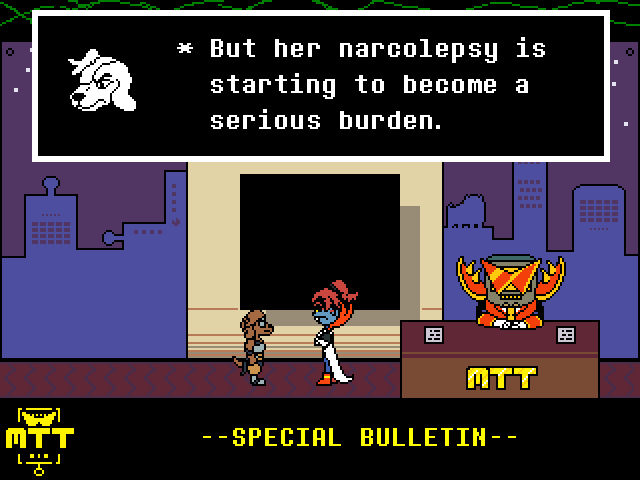 * But her narcolepsy is
starting to become a
serious burden.
MTT
MTT
--SPECIAL BULLETIN--